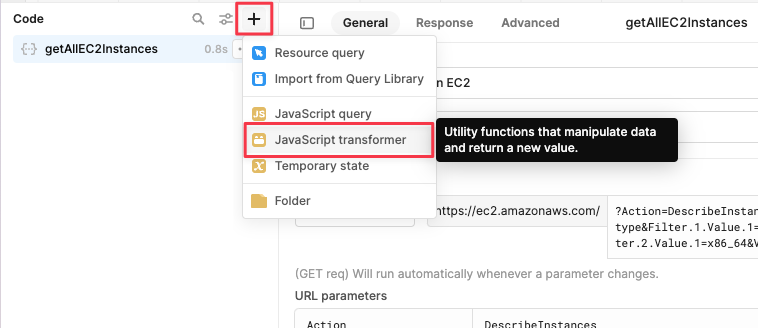 Code
General
Response
Advanced
getAllEC2Instances
getAllEC2Instances
0.8s
Resource query
Import from Query Library
JS
JavaScript query
JavaScript transformer
Temporary state
Folder
n EC2
Utility functions that manipulate data
and return a new value.
https://ec2.amazonaws.com/
?Action=DescribeInstan
type&Filter.1.Value.1=
ter.2.Value.1=x86_64&V
(GET req) Will run automatically whenever a parameter changes.
URL parameters
Action
DescribeInstances